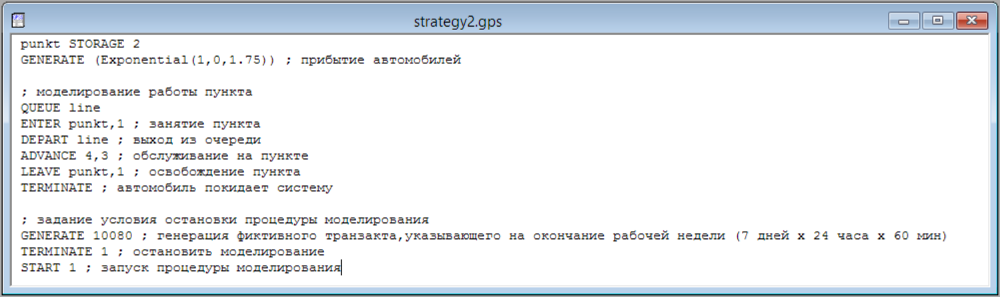 strategy2.gps
punkt STORAGE 2
GENERATE (Exponential(1,0,1.75)) ; прибытие автомобилей
; моделирование работы пункта
QUEUE line
ENTER punkt,1 ; занятие пункта
DEPART line ; выход из очереди
ADVANCE 4,3 ; обслуживание на пункте
LEAVE punkt,1 ; освобождение пункта
TERMINATE ; автомобиль покидает систему
; задание условия остановки процедуры моделирования
GENERATE 10080 ; генерация фиктивного транзакта,указывающего на окончание рабочей недели (7 дней x 24 часа x 60 мин)
TERMINATE 1 ; остановить моделирование
START 1 ; запуск процедуры моделирования